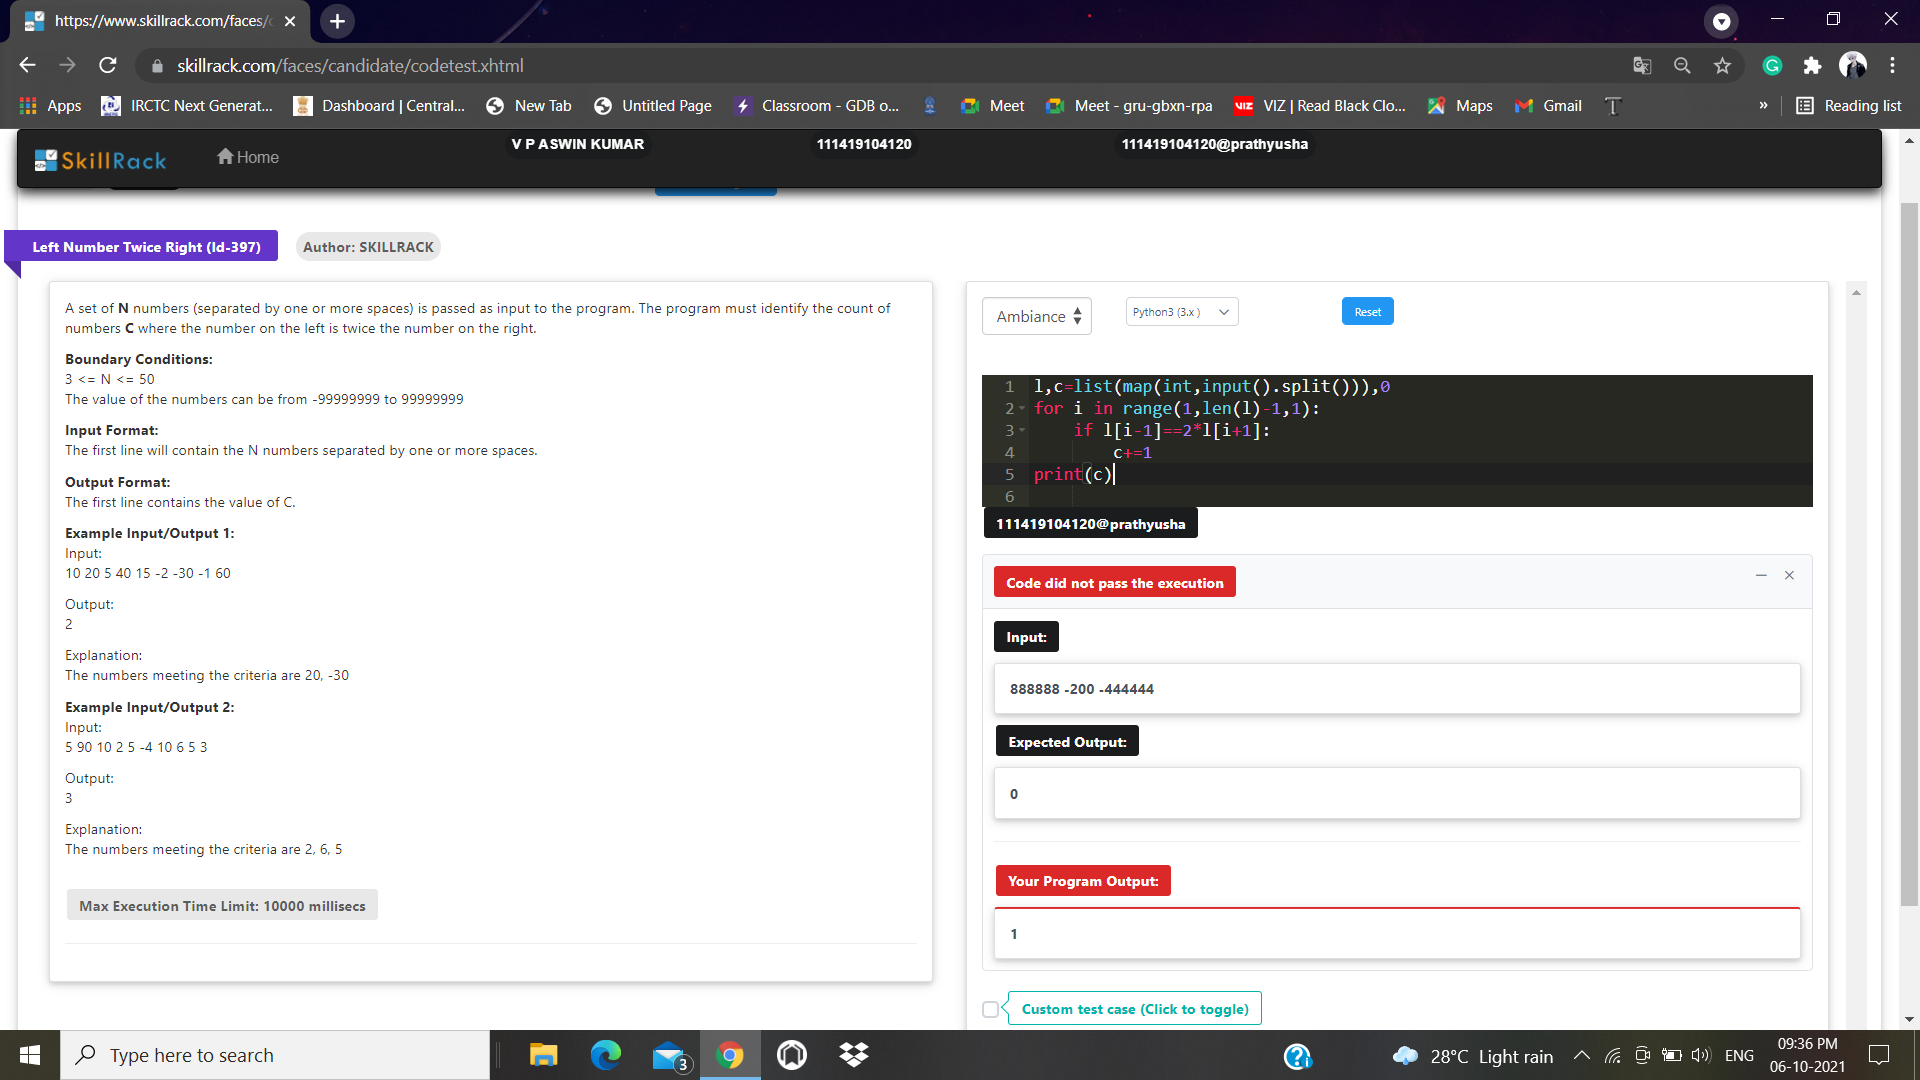 https://www.skillrack.com/faces/c
skillrack.com/faces/candidate/codetest.xhtml
Apps IRCTC Next Generat... Dashboard | Central... New Tab Untitled Page Classroom - GDB o... Meet Meet - gru-gbxn-rpa VIZ VIZ | Read Black Clo... Maps Gmail T » Reading list
SkillRack Home V P ASWIN KUMAR 111419104120 111419104120@prathyusha
Left Number Twice Right (Id-397) Author: SKILLRACK
A set of N numbers (separated by one or more spaces) is passed as input to the program. The program must identify the count of
numbers C where the number on the left is twice the number on the right.
Boundary Conditions:
3 <= N <= 50
The value of the numbers can be from -99999999 to 99999999
Input Format:
The first line will contain the N numbers separated by one or more spaces.
Output Format:
The first line contains the value of C.
Example Input/Output 1:
Input:
10 20 5 40 15 -2 -30 -1 60
Output:
2
Explanation:
The numbers meeting the criteria are 20, -30
Example Input/Output 2:
Input:
5 90 10 2 5 -4 10 6 5 3
Output:
3
Explanation:
The numbers meeting the criteria are 2, 6, 5
Max Execution Time Limit: 10000 millisecs
Ambiance Python3 (3.x) Reset
1 l,c=list(map(int,input().split())),0
2 for i in range(1,len(l)-1,1):
3 if l[i-1]==2*l[i+1]:
4 c+=1
5 print(c)
6
111419104120@prathyusha
Code did not pass the execution
Input:
888888 -200 -444444
Expected Output:
0
Your Program Output:
1
Custom test case (Click to toggle)
Type here to search 3 28°C Light rain ENG 09:36 PM
06-10-2021